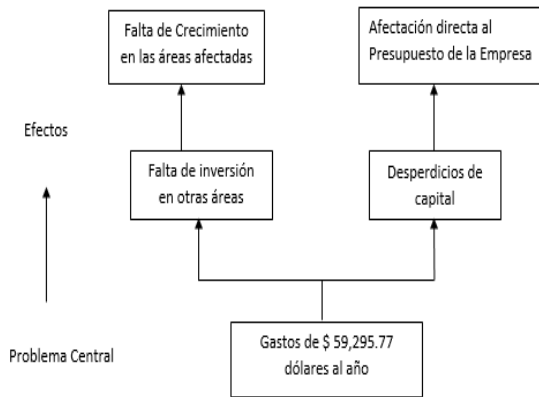 Falta de Crecimiento
en las áreas afectadas
Afectación directa al
Presupuesto de la Empresa
Efectos
Falta de inversión
en otras áreas
Desperdicios de
capital
Problema Central
Gastos de $ 59,295.77
dólares al año